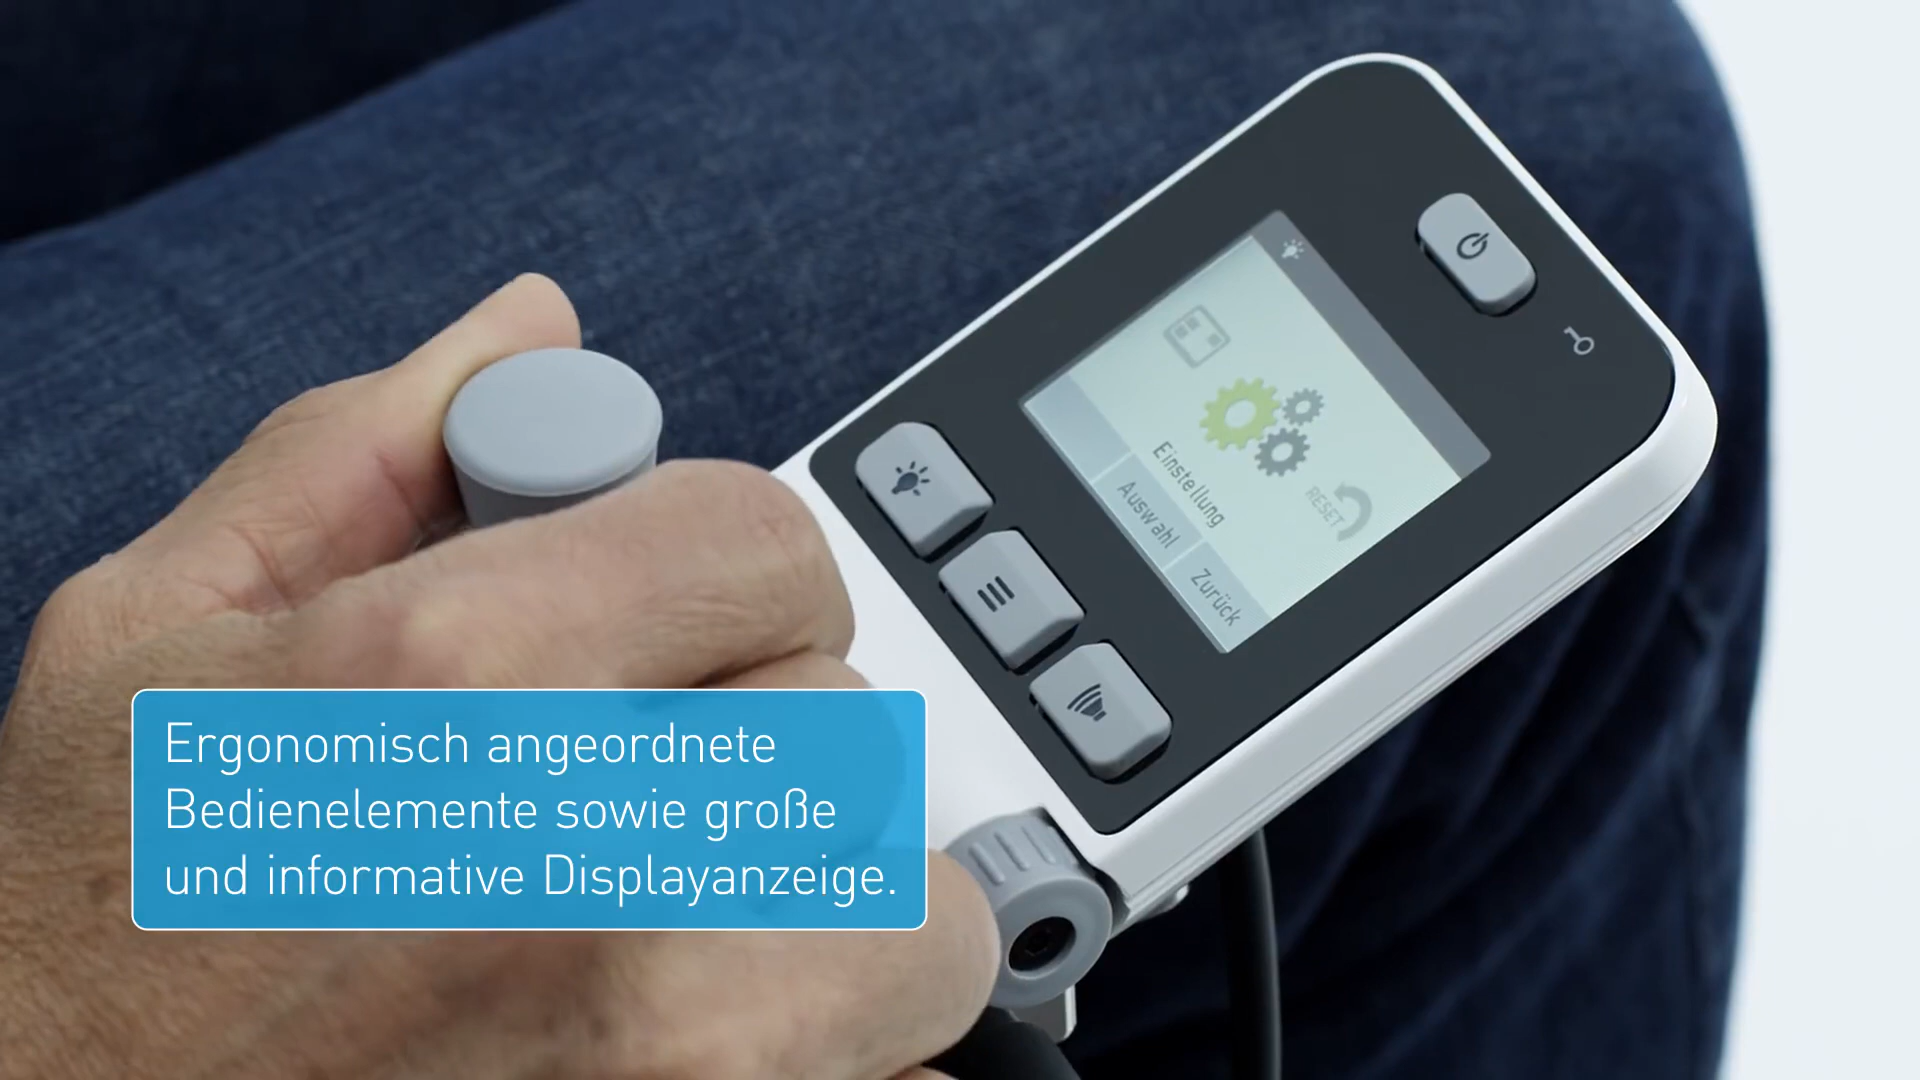 RESET
Einstellung
Auswahl
Zurück
Ergonomisch angeordnete
Bedienelemente sowie große
und informative Displayanzeige.